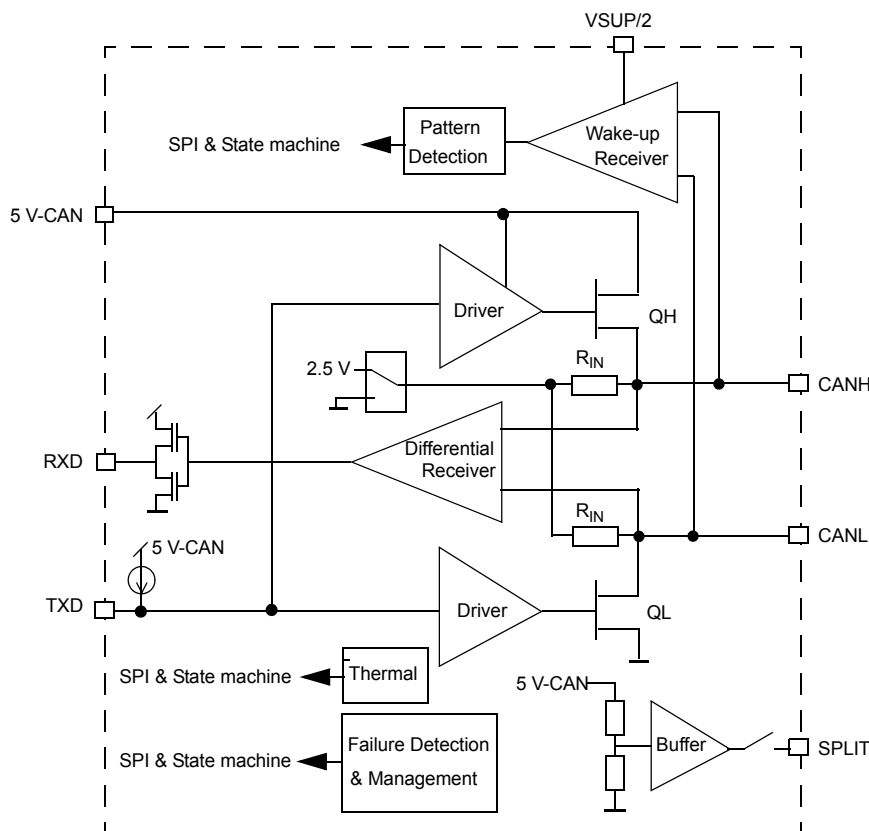 VSUP/2
Pattern
Detection
Wake-up
Receiver
SPI & State machine
5 V-CAN
Driver
QH
2.5 V
RIN
CANH
RXD
Differential
Receiver
RIN
CANL
5 V-CAN
TXD
Driver
QL
SPI & State machine
Thermal
5 V-CAN
SPI & State machine
Failure Detection
& Management
Buffer
SPLIT